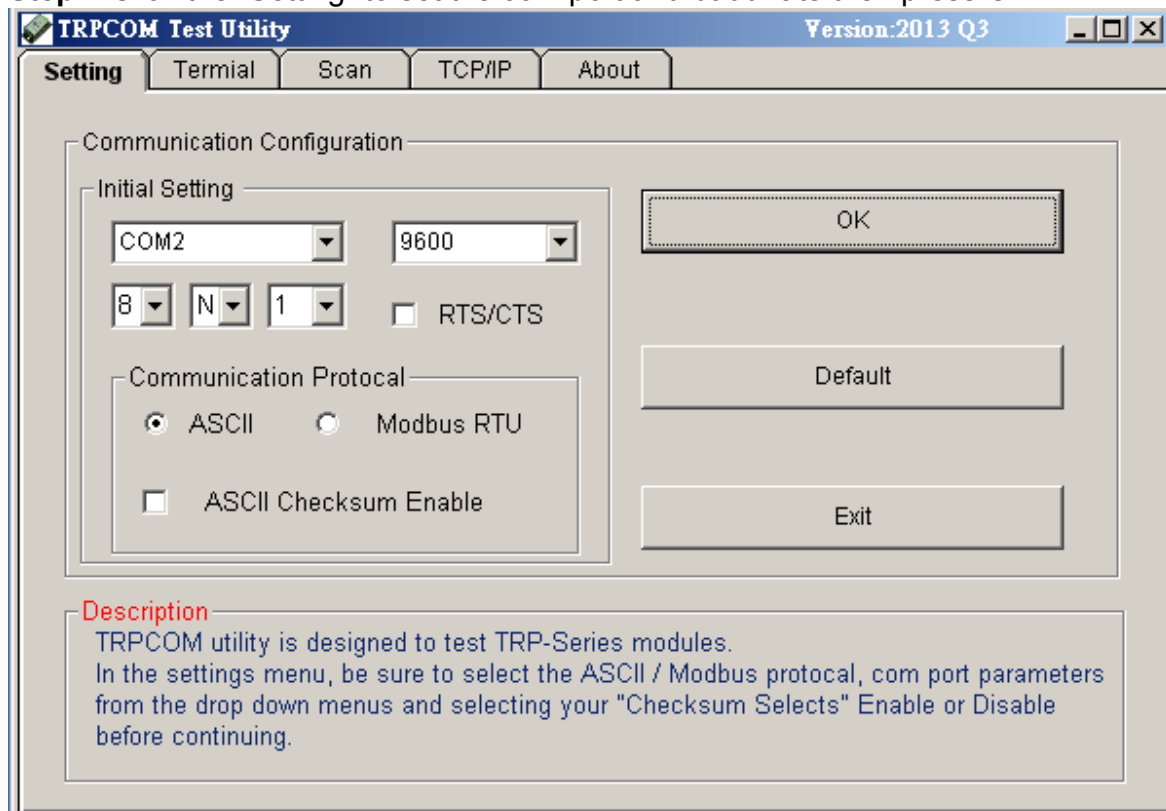 TRPCOM Test Utility Version:2013 Q3
Setting Termial Scan TCP/IP About
Communication Configuration
Initial Setting
COM2 9600
OK
8 N 1 RTS/CTS
Communication Protocal
Default
ASCII Modbus RTU
ASCII Checksum Enable
Exit
Description
TRPCOM utility is designed to test TRP-Series modules.
In the settings menu, be sure to select the ASCII / Modbus protocal, com port parameters
from the drop down menus and selecting your "Checksum Selects" Enable or Disable
before continuing.